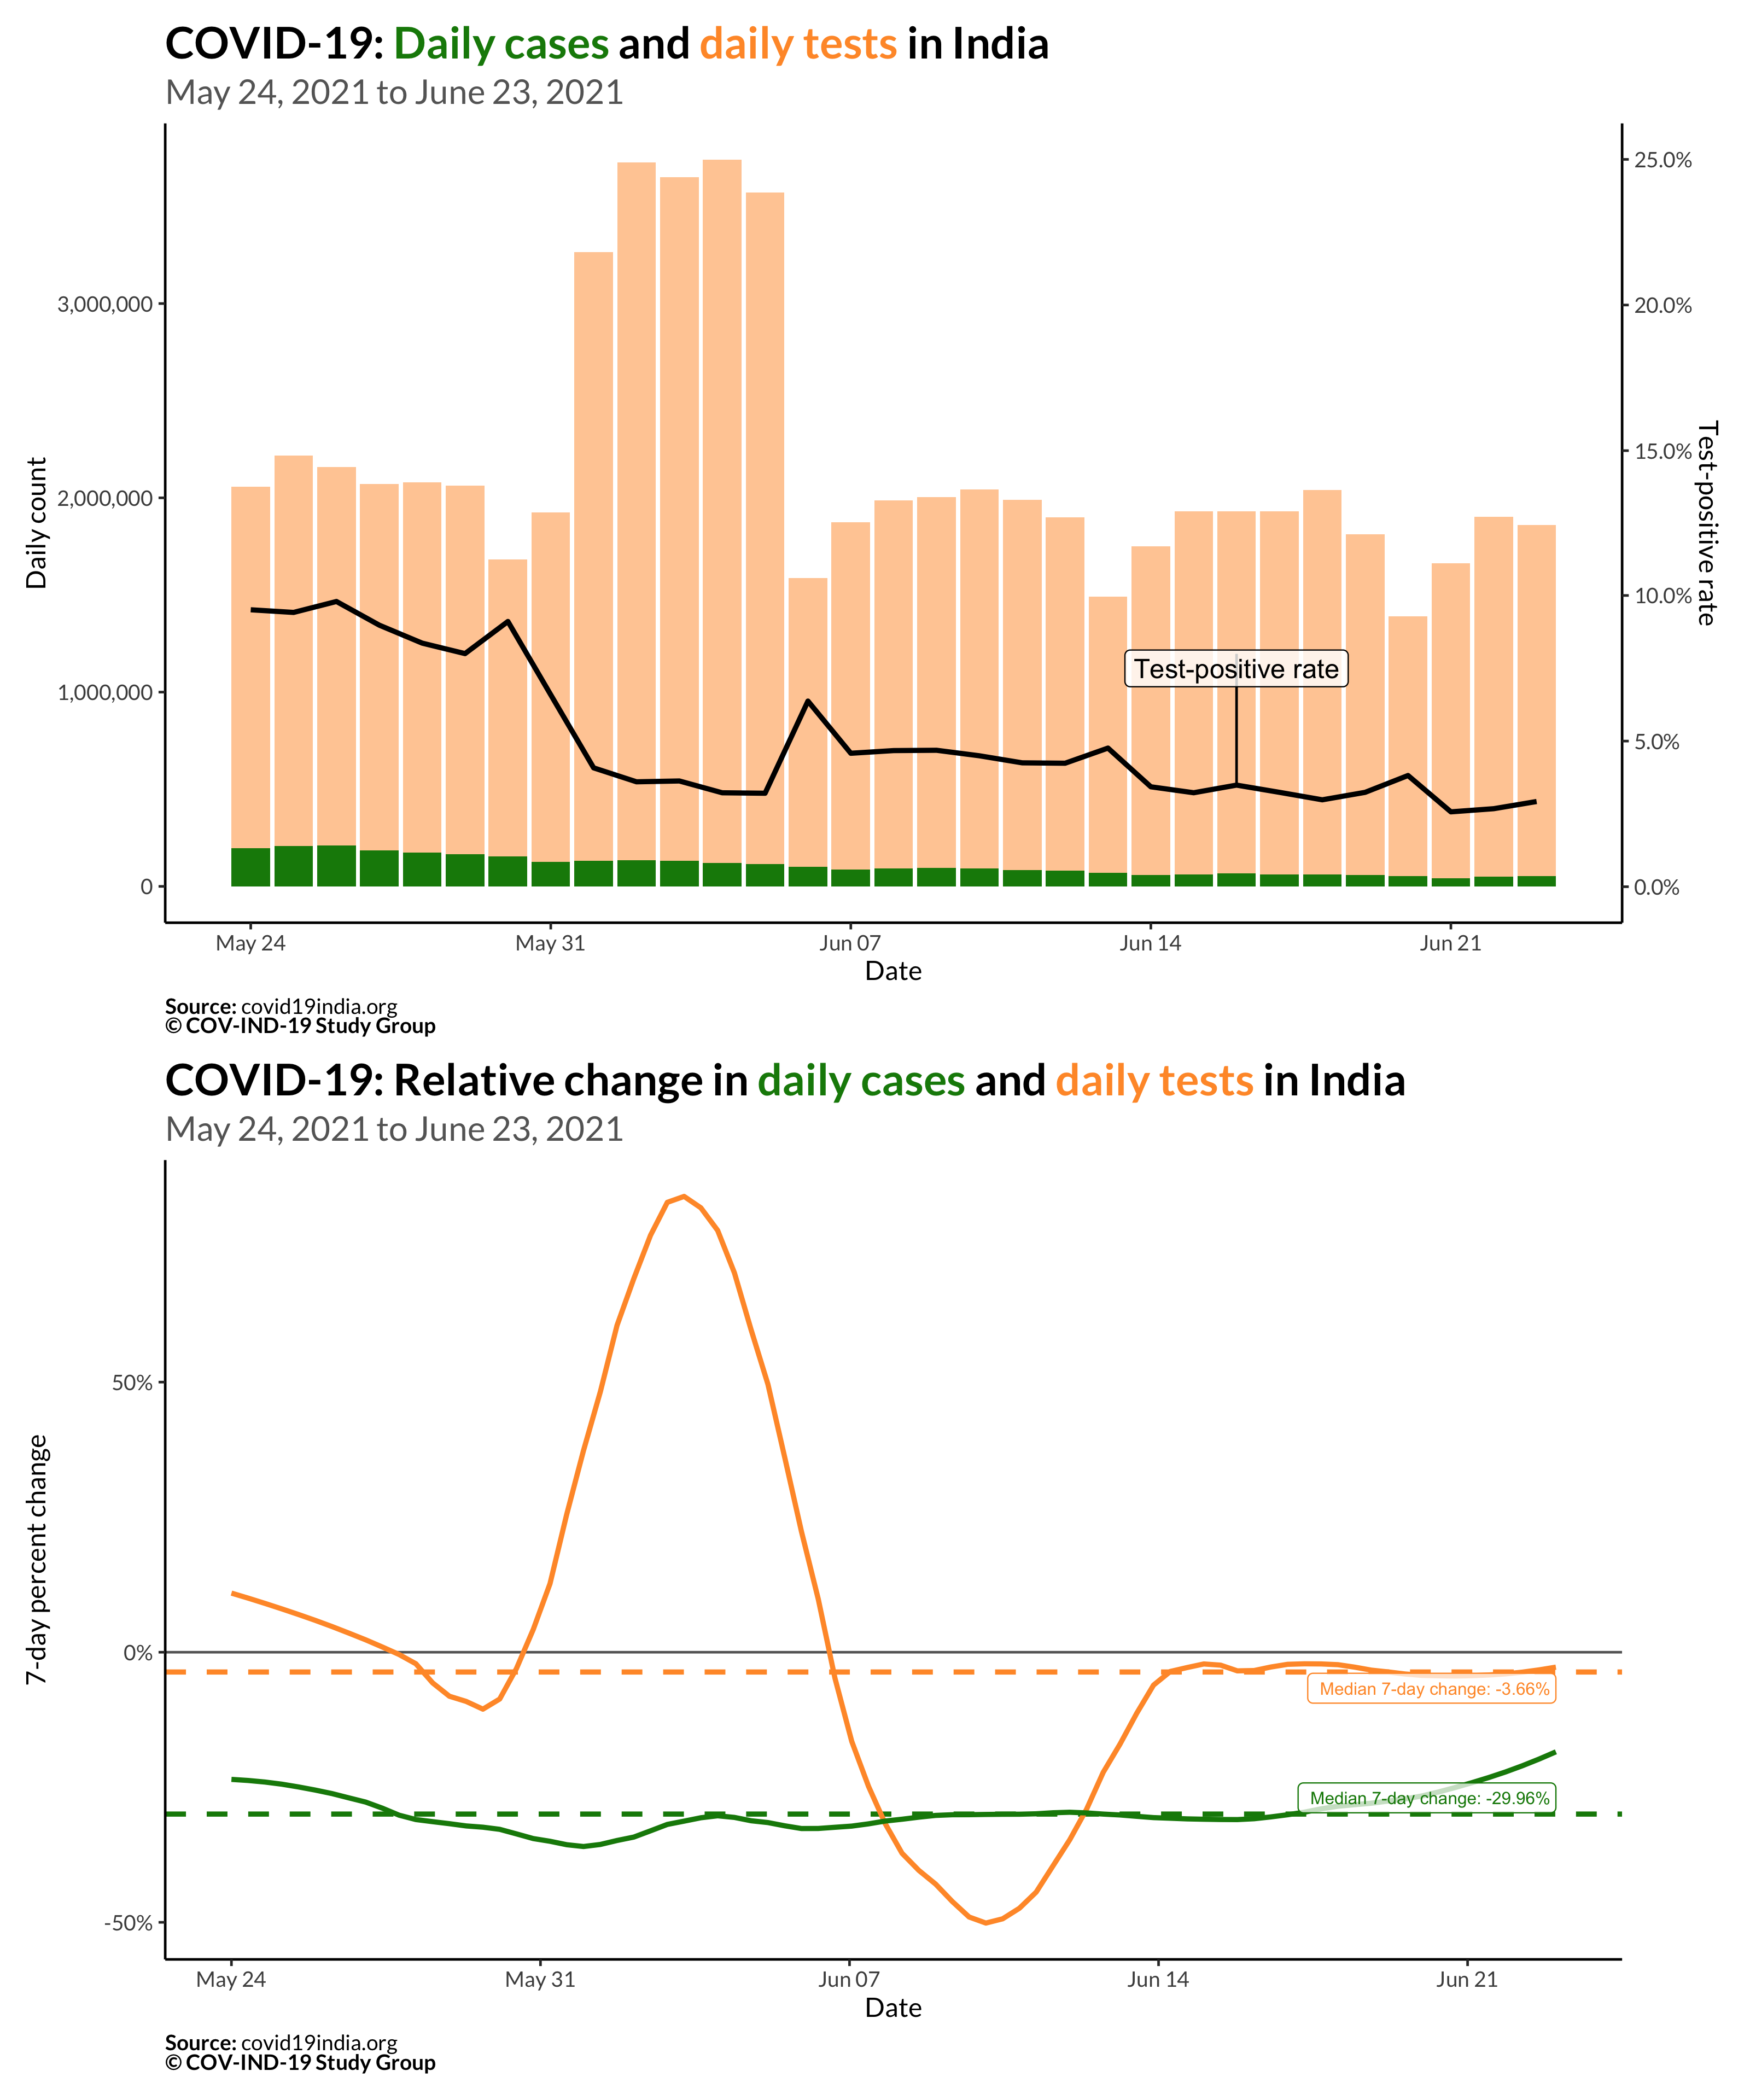 COVID-19: Daily cases and daily tests in India
May 24, 2021 to June 23, 2021
25.0%
20.0%
3,000,000
15.0%
2,000,000
10.0%
1,000,000
5.0%
0
0.0%
Daily count
Test-positive rate
Test-positive rate
May 24
May 31
Jun 07
Jun 14
Jun 21
Date
Source: covid19india.org
© COV-IND-19 Study Group
COVID-19: Relative change in daily cases and daily tests in India
May 24, 2021 to June 23, 2021
50%
0%
-50%
7-day percent change
Median 7-day change: -3.66%
Median 7-day change: -29.96%
May 24
May 31
Jun 07
Jun 14
Jun 21
Date
Source: covid19india.org
© COV-IND-19 Study Group